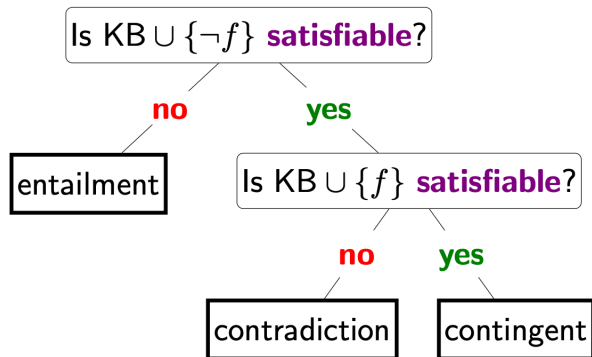 Is KB ∪ {¬f} satisfiable?
no yes
entailment
Is KB ∪ {f} satisfiable?
no yes
contradiction contingent